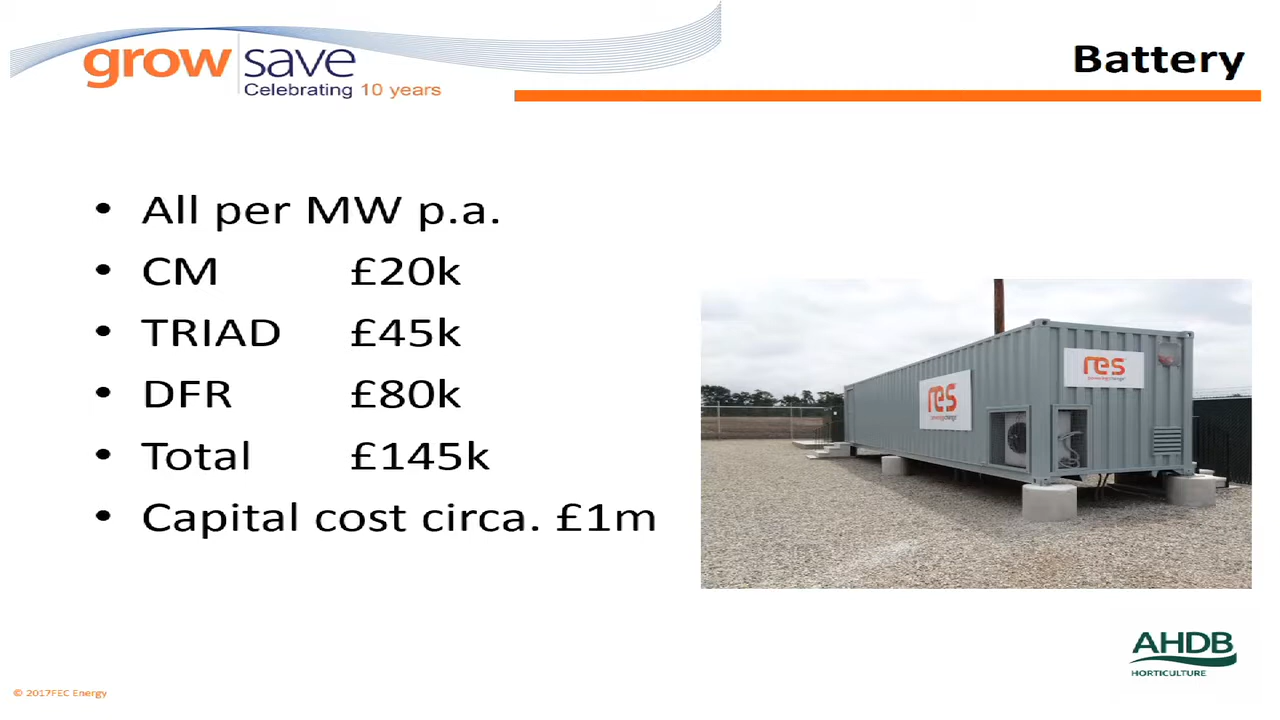 grow save
Celebrating 10 years
Battery
• All per MW p.a.
• CM £20k
• TRIAD £45k
• DFR £80k
• Total £145k
• Capital cost circa. £1m
res
res
AHDB
HORTICULTURE
© 2017FEC Energy